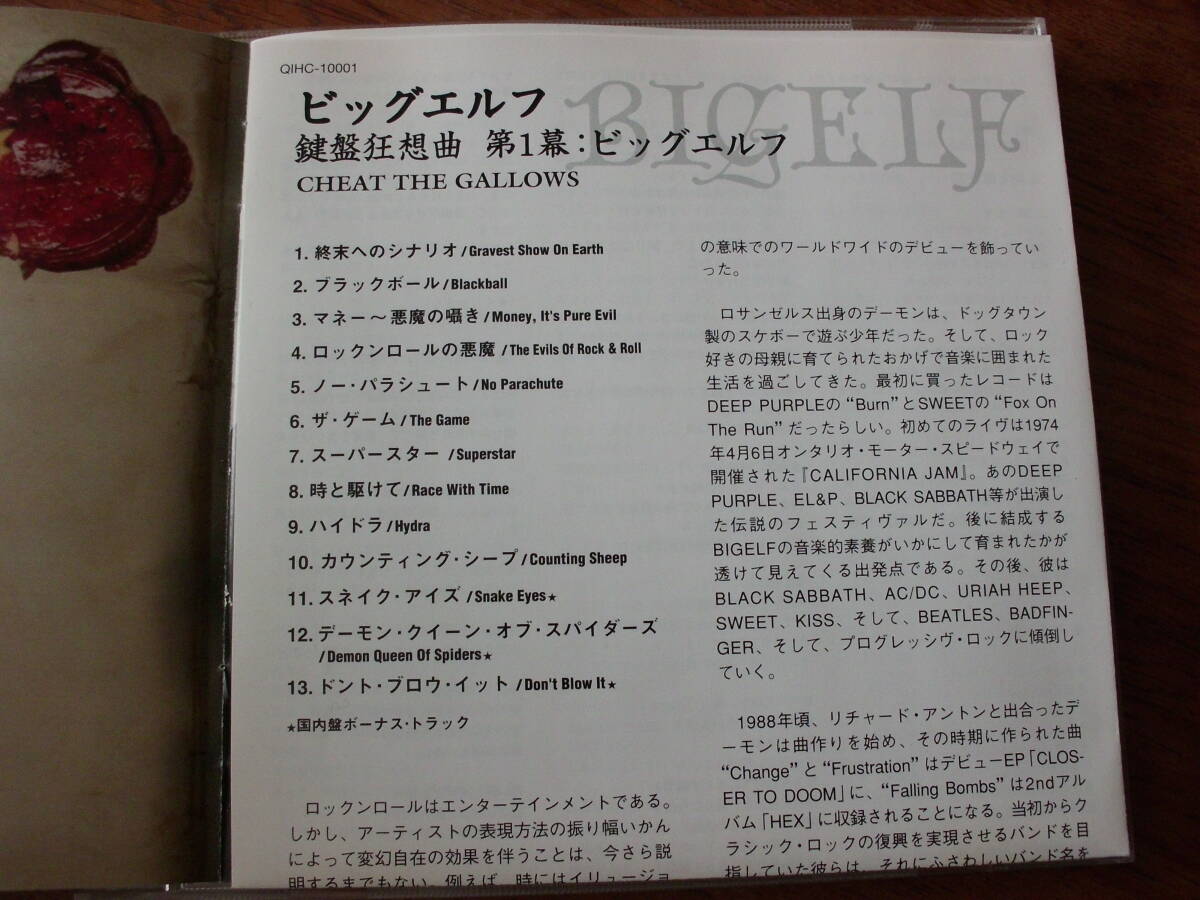 QIHC-10001
ビッグエルフ
BIGELF
鍵盤狂想曲 第1幕:ビッグエルフ
CHEAT THE GALLOWS
1. 終末へのシナリオ/Gravest Show On Earth
2. ブラックボール/Blackball
3. マネー〜悪魔の囁き/Money, It's Pure Evil
4. ロックンロールの悪魔/The Evils Of Rock & Roll
5. ノー・パラシュート/No Parachute
6. ザ・ゲーム/The Game
7. スーパースター /Superstar
8. 時と駆けて/Race With Time
9. ハイドラ/Hydra
10. カウンティング・シープ/Counting Sheep
11. スネイク・アイズ/Snake Eyes★
12. デーモン・クイーン・オブ・スパイダーズ
/Demon Queen Of Spiders★
13. ドント・ブロウ・イット/Don't Blow It★
★国内盤ボーナス・トラック
ロックンロールはエンターテインメントである。
しかし、アーティストの表現方法の振り幅いかん
によって変幻自在の効果を伴うことは、今さら説
明するまでもない。例えば、時にはイリュージョ
の意味でのワールドワイドのデビューを飾ってい
った。
ロサンゼルス出身のデーモンは、ドッグタウン
製のスケボーで遊ぶ少年だった。そして、ロック
好きの母親に育てられたおかげで音楽に囲まれた
生活を過ごしてきた。最初に買ったレコードは
DEEP PURPLEの“Burn”とSWEETの“Fox On
The Run”だったらしい。初めてのライヴは1974
年4月6日オンタリオ・モーター・スピードウェイで
開催された『CALIFORNIA JAM』。あのDEEP
PURPLE、EL&P、BLACK SABBATH等が出演し
た伝説のフェスティヴァルだ。後に結成する
BIGELFの音楽的素養がいかにして育まれたかが
透けて見えてくる出発点である。その後、彼は
BLACK SABBATH、AC/DC、URIAH HEEP、
SWEET、KISS、そして、BEATLES、BADFIN-
GER、そして、プログレッシヴ・ロックに傾倒し
ていく。
1988年頃、リチャード・アントンと出合ったデ
ーモンは曲作りを始め、その時期に作られた曲
“Change”と“Frustration”はデビューEP「CLOS-
ER TO DOOM」に、“Falling Bombs”は2ndアル
バム「HEX」に収録されることになる。当初からク
ラシック・ロックの復興を実現させるバンドを目
指していた彼らは、それにふさわしいバンド名を